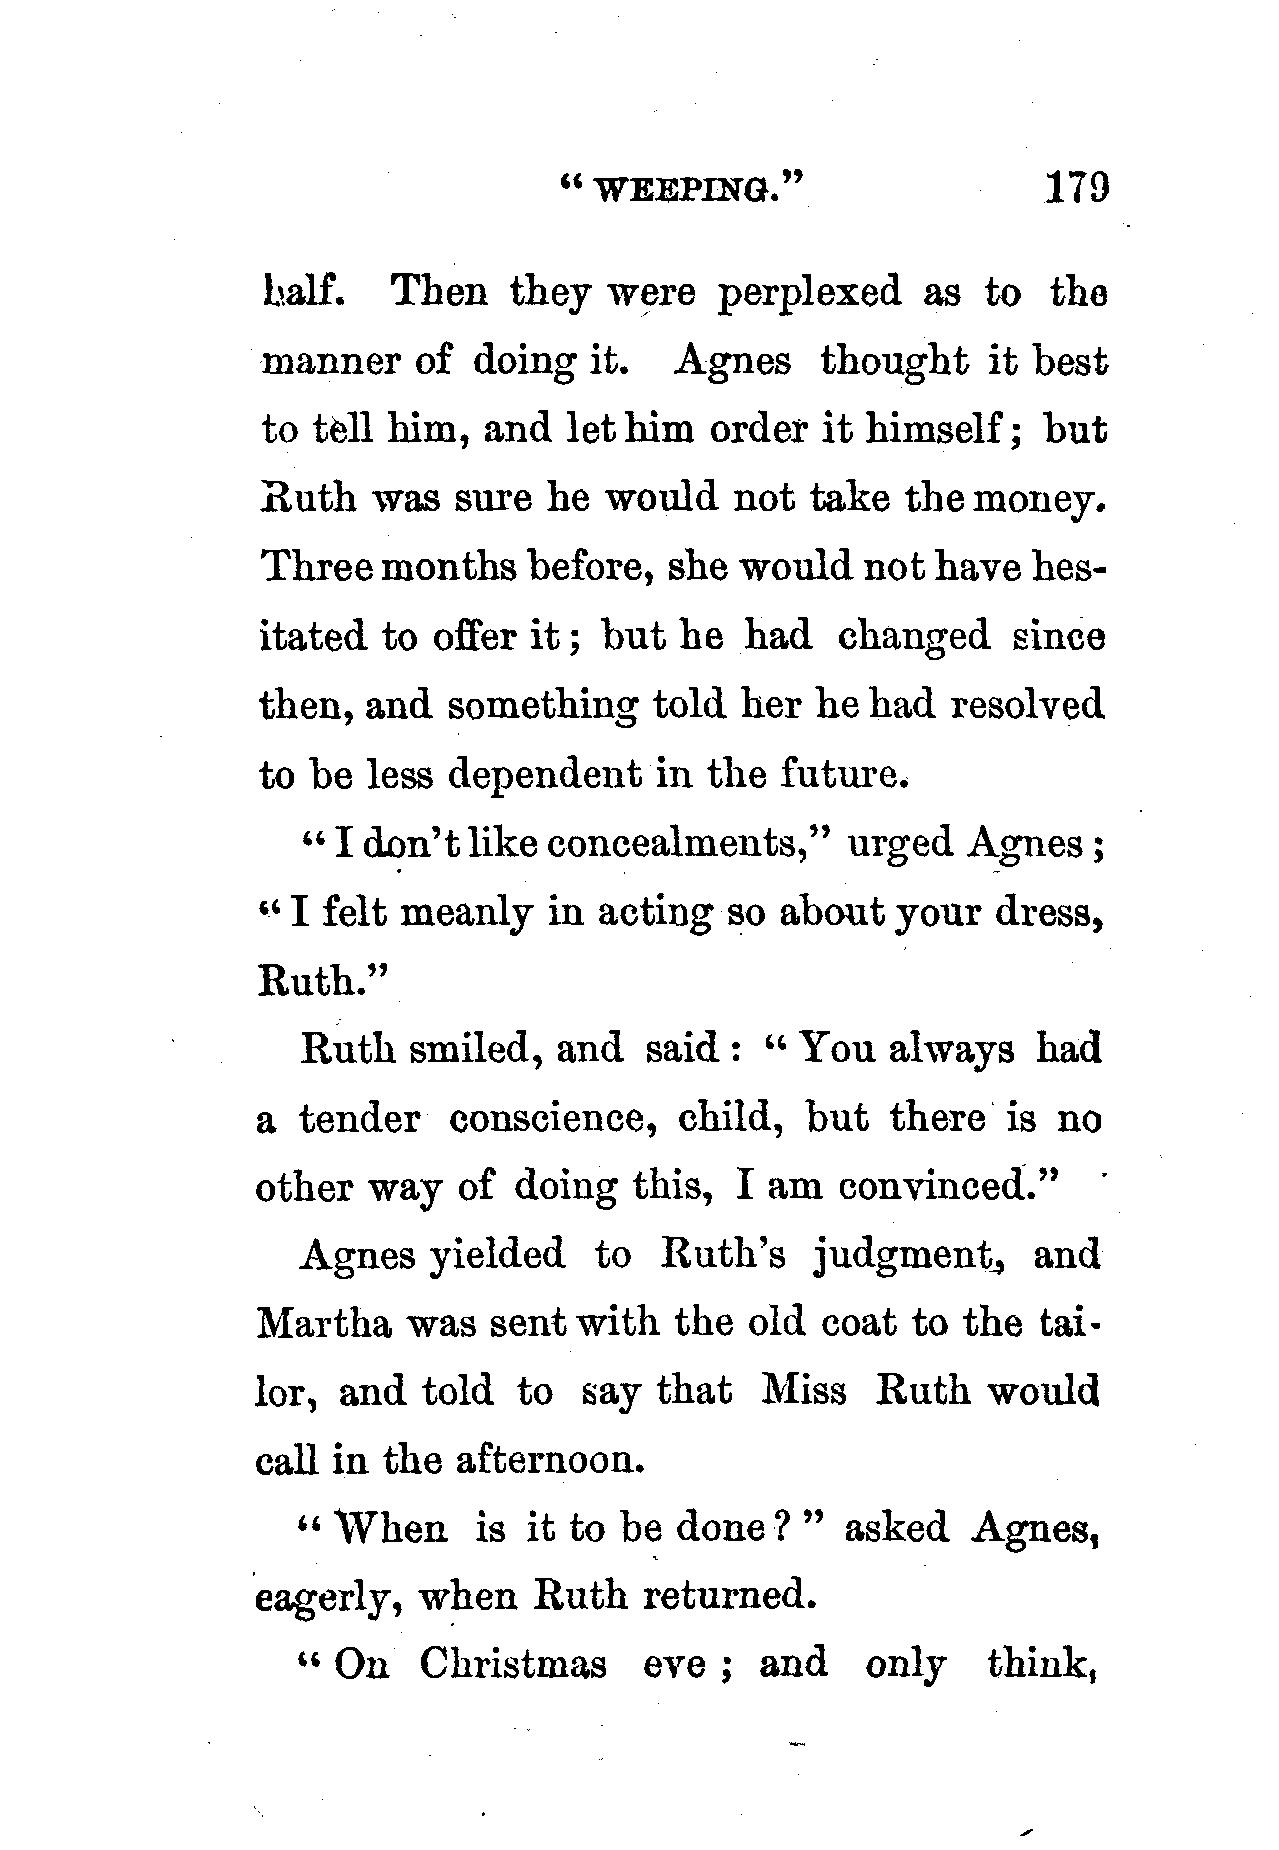 “ WEEPING.” 179
half. Then they were perplexed as to the
manner of doing it. Agnes thought it best
to tell him, and let him order it himself; but
Ruth was sure he would not take the money.
Three months before, she would not have hes-
itated to offer it; but he had changed since
then, and something told her he had resolved
to be less dependent in the future.
“ I don’t like concealments,” urged Agnes;
“ I felt meanly in acting so about your dress,
Ruth.”
Ruth smiled, and said: “ You always had
a tender conscience, child, but there is no
other way of doing this, I am convinced.”
Agnes yielded to Ruth’s judgment, and
Martha was sent with the old coat to the tai-
lor, and told to say that Miss Ruth would
call in the afternoon.
“ When is it to be done? ” asked Agnes,
eagerly, when Ruth returned.
“ On Christmas eve; and only think,